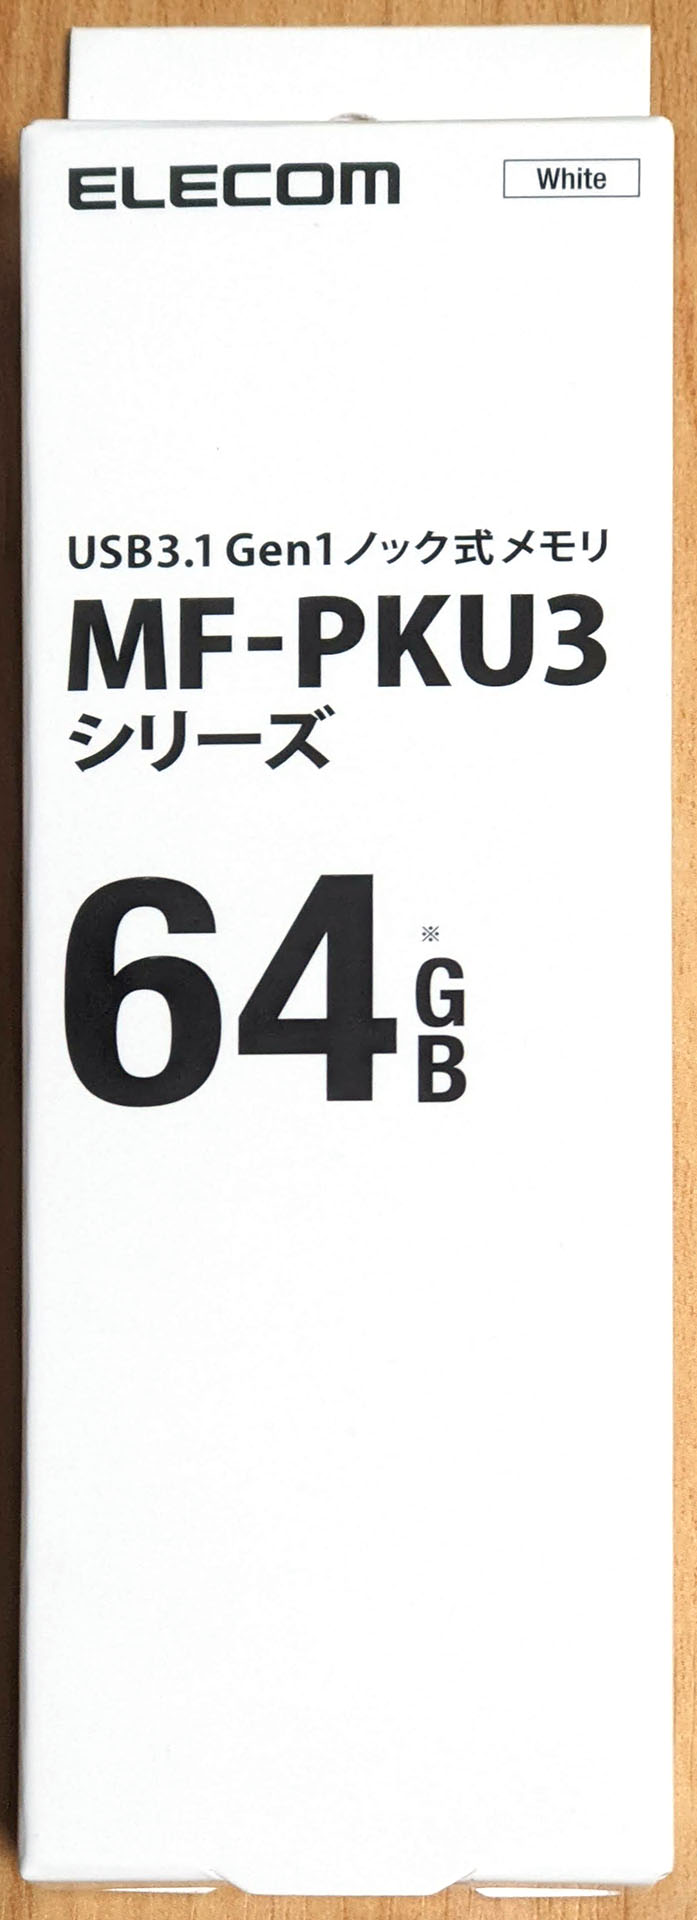 ELECOM
White
USB3.1 Gen1 ノック式メモリ
MF-PKU3
シリーズ
64
※
GB